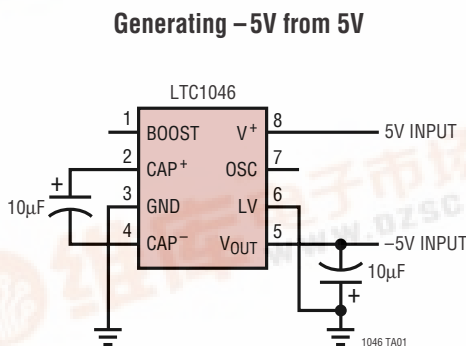 Generating –5V from 5V
LTC1046
1 BOOST V+ 8 5V INPUT
2 CAP+ OSC 7
3 GND LV 6
4 CAP– VOUT 5 –5V INPUT
+
10µF
10µF
+
1046 TA01